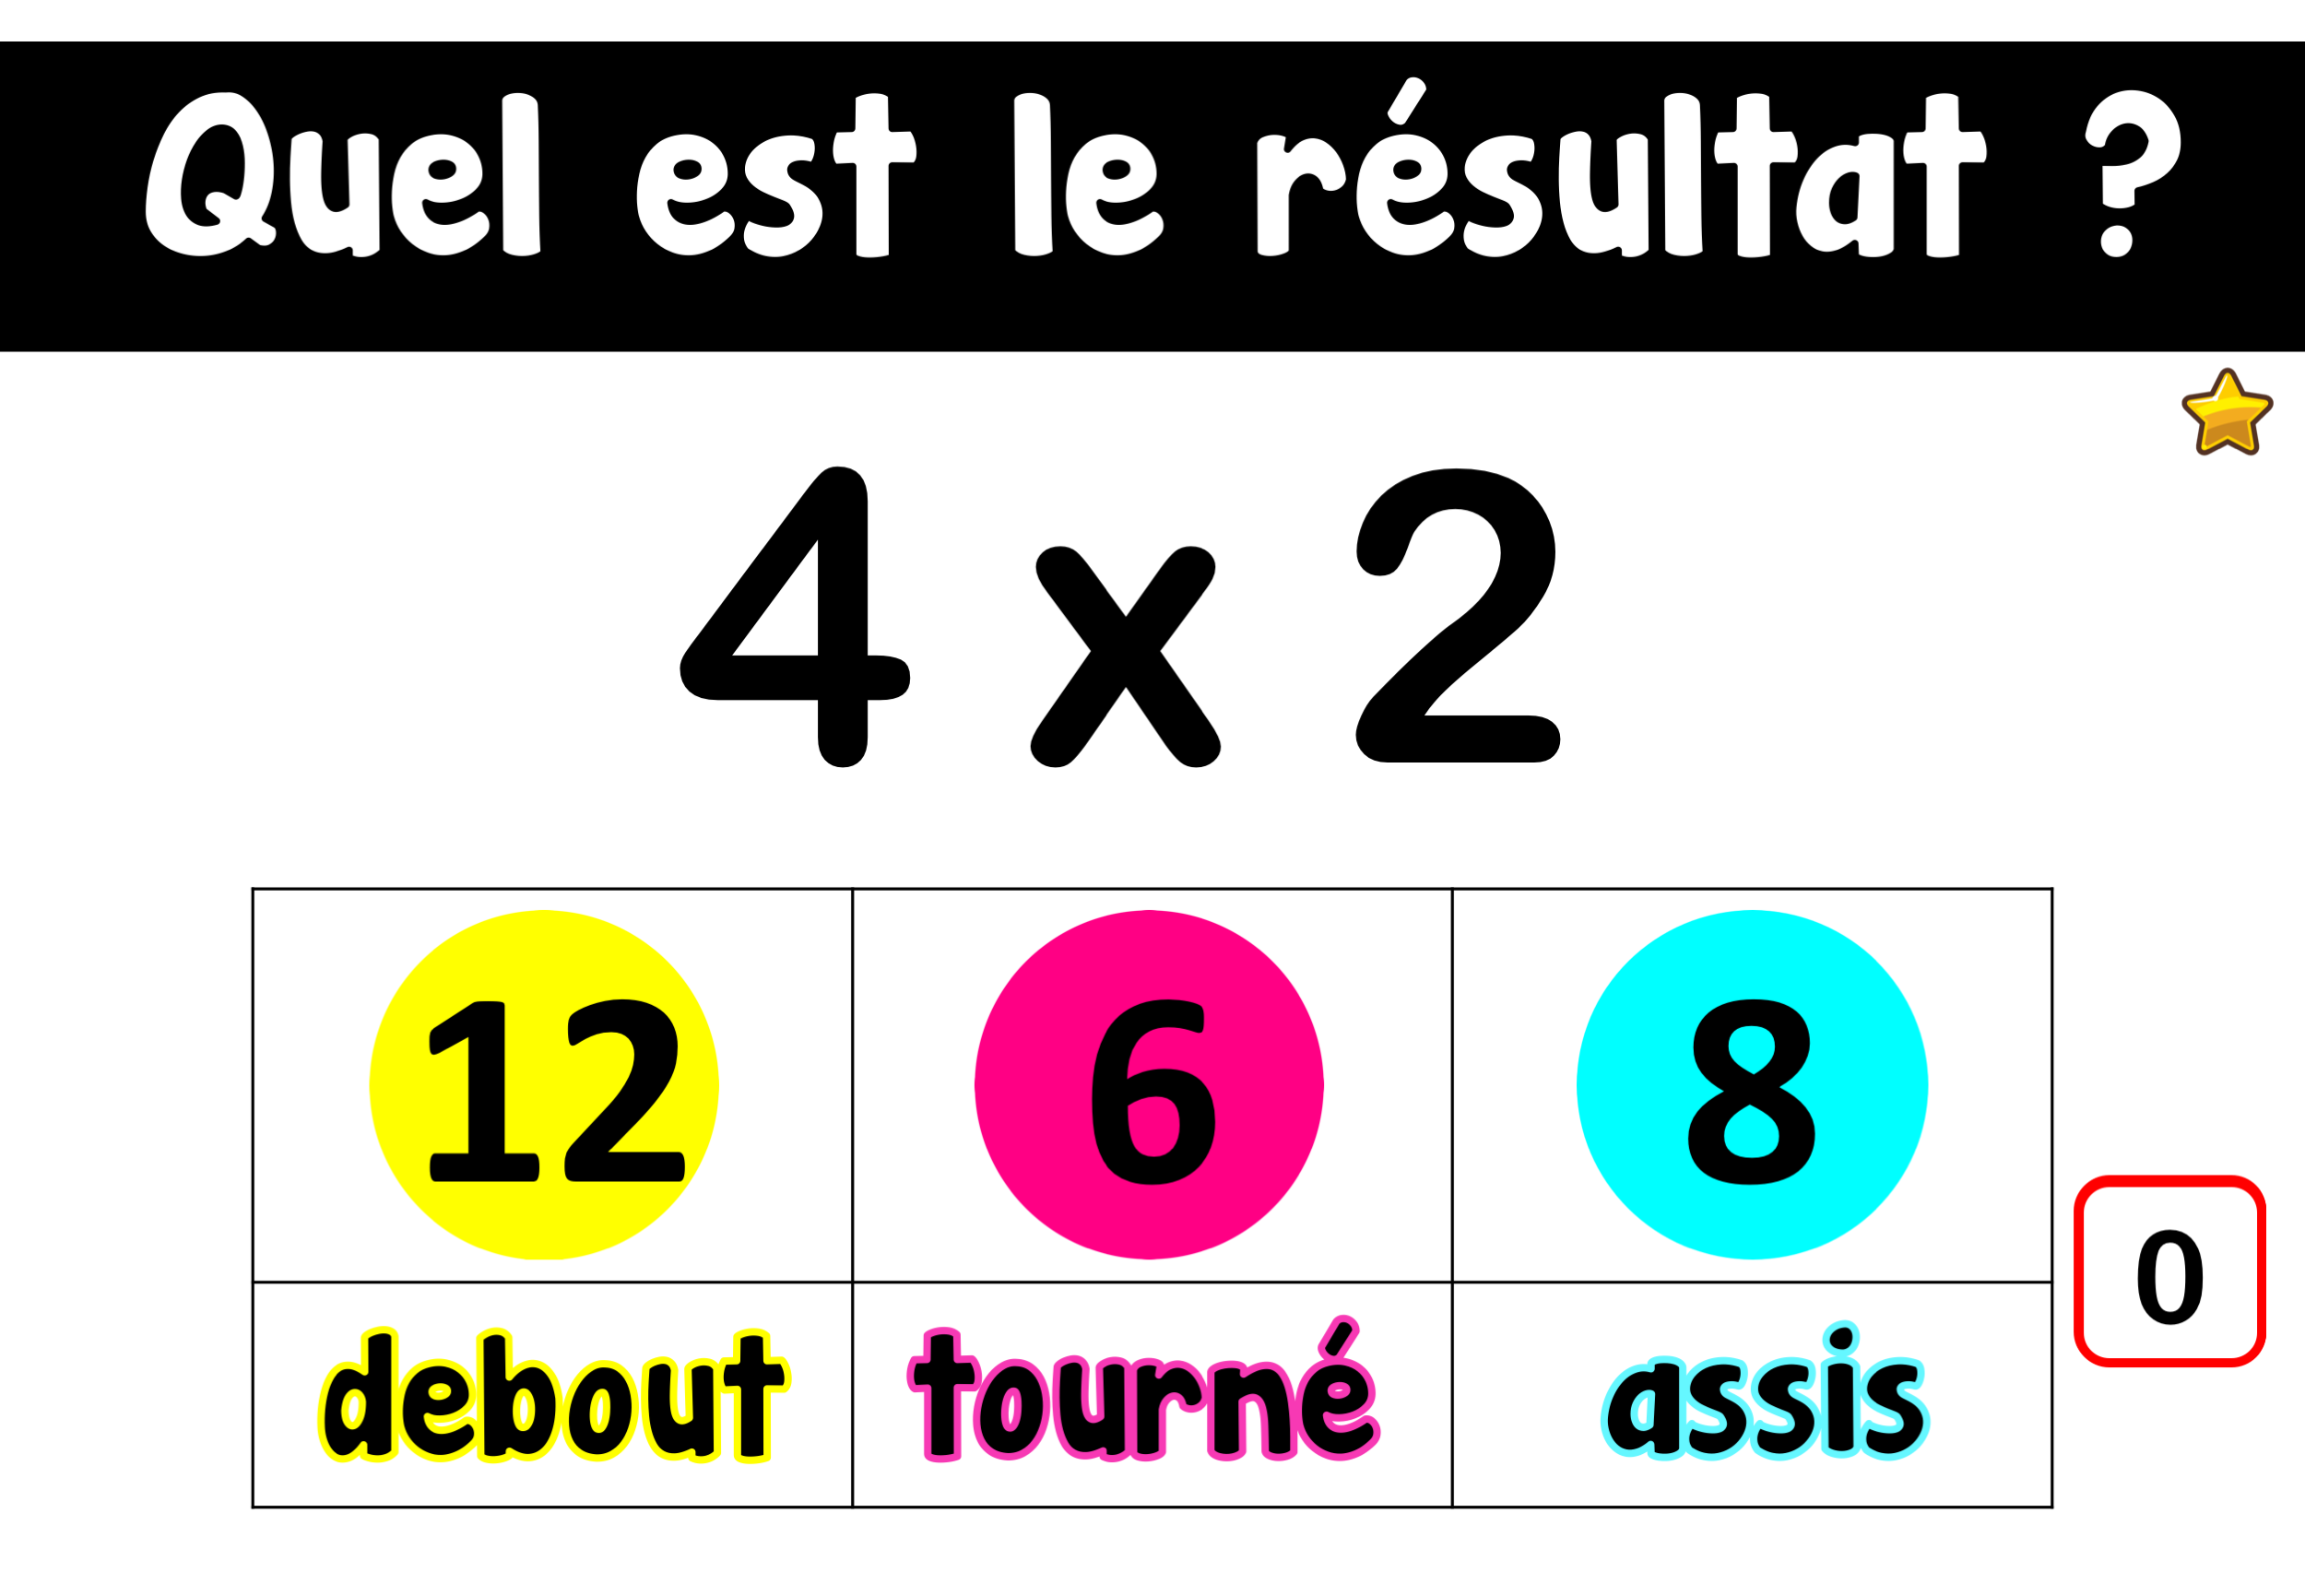 Quel est le résultat ?
4 x 2
12 6 8
0
debout tourné assis